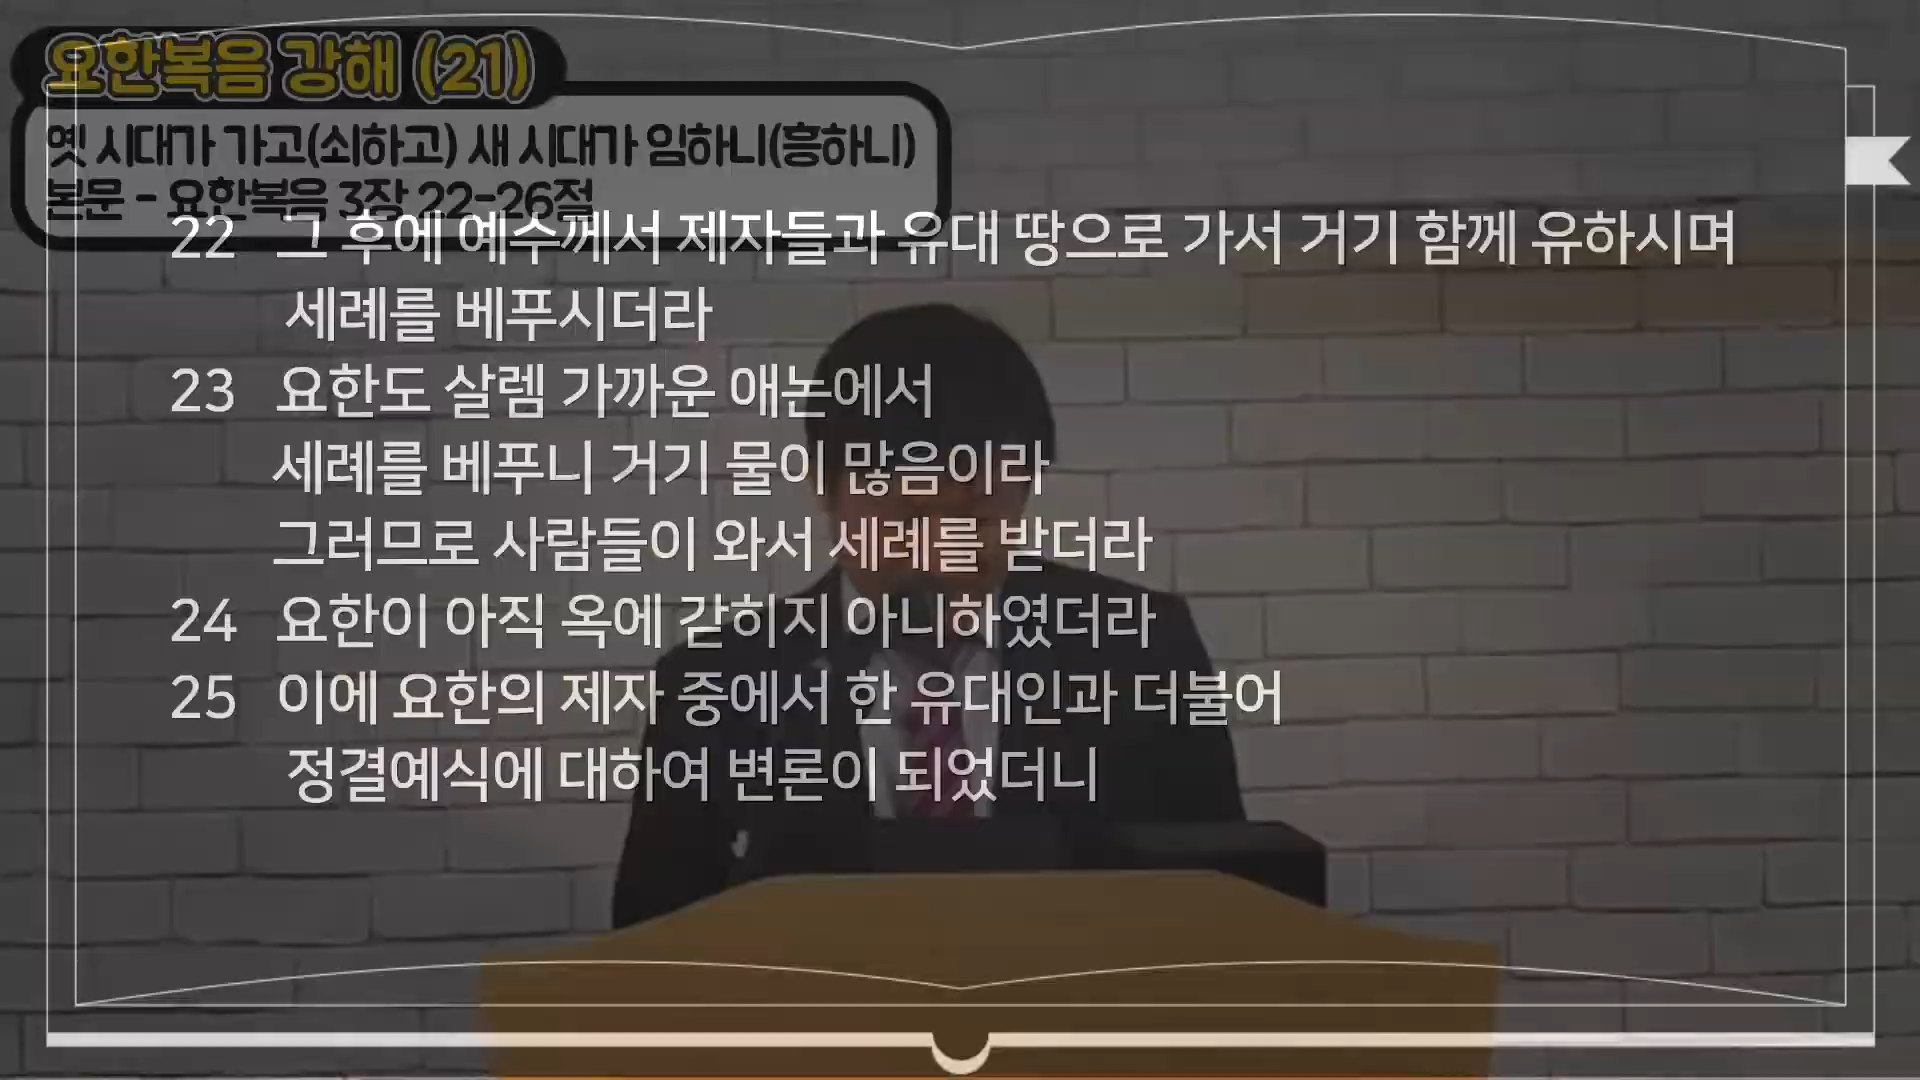 요한복음 강해 (21)
옛 시대가 가고(쇠하고) 새 시대가 임하니(흥하니)
본문 - 요한복음 3장 22-26절
22 그 후에 예수께서 제자들과 유대 땅으로 가서 거기 함께 유하시며
세례를 베푸시더라
23 요한도 살렘 가까운 애논에서
세례를 베푸니 거기 물이 많음이라
그러므로 사람들이 와서 세례를 받더라
24 요한이 아직 옥에 갇히지 아니하였더라
25 이에 요한의 제자 중에서 한 유대인과 더불어
정결예식에 대하여 변론이 되었더니